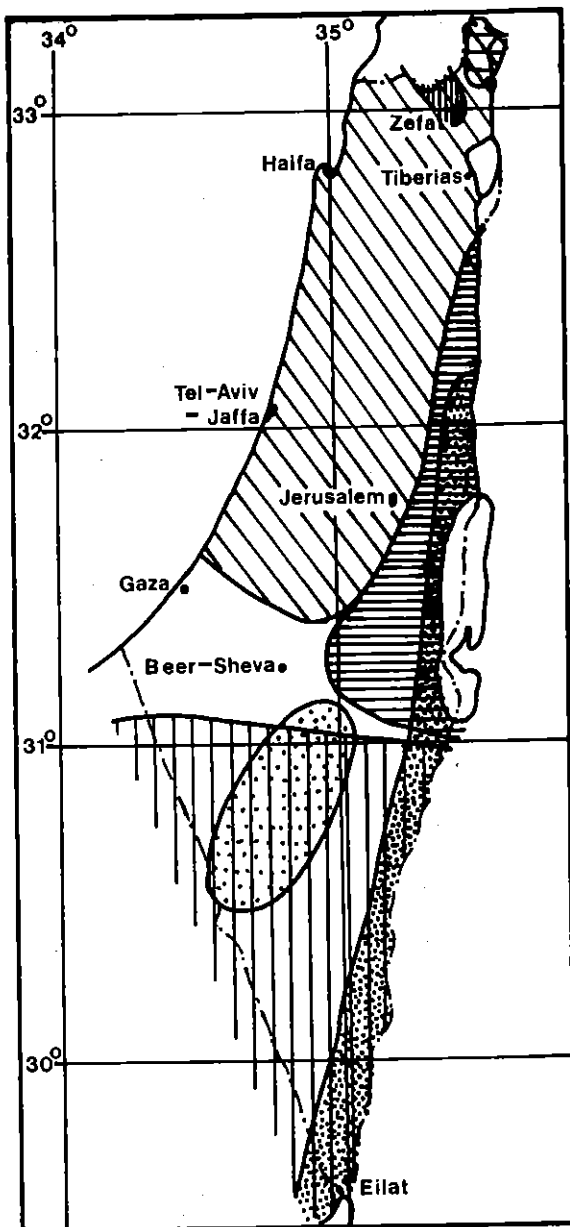 34°
35°
33°
Zefat
Haifa
Tiberias
Tel-Aviv
- Jaffa
32°
Jerusalem
Gaza
Beer-Sheva
31°
30°
Eilat